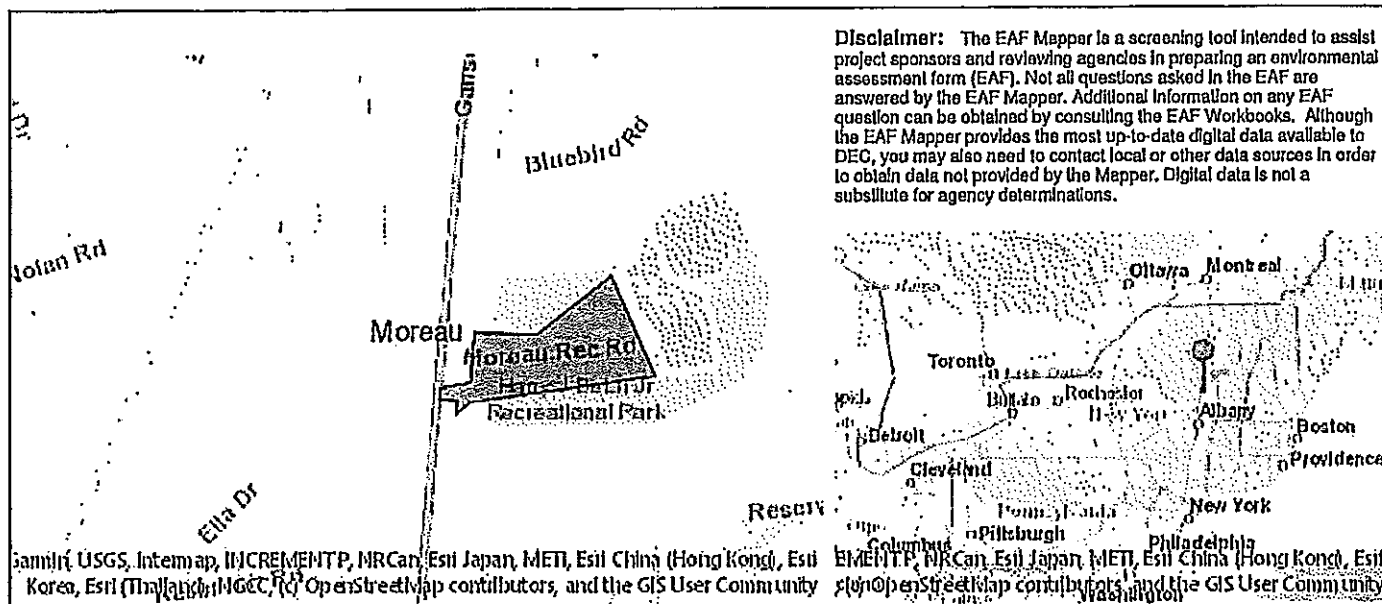 Disclaimer: The EAF Mapper is a screening tool intended to assist
project sponsors and reviewing agencies in preparing an environmental
assessment form (EAF). Not all questions asked in the EAF are
answered by the EAF Mapper. Additional information on any EAF
question can be obtained by consulting the EAF Workbooks. Although
the EAF Mapper provides the most up-to-date digital data available to
DEC, you may also need to contact local or other data sources in order
to obtain data not provided by the Mapper. Digital data is not a
substitute for agency determinations.
Bluebird Rd
Nolan Rd
Moreau
Moreau Rec Rd
Recreational Park
Ella Dr
Garmin, USGS, Intermap, INCREMENT P, NRCan, Esri Japan, METI, Esri China (Hong Kong), Esri
Korea, Esri (Thailand), NGCC, (c) OpenStreetMap contributors, and the GIS User Community
Ottawa
Montreal
Toronto
Rochester
Buffalo
New York
Albany
Boston
Providence
Detroit
Cleveland
New York
Pittsburgh
Columbus
Philadelphia
NRCan, Esri Japan, METI, Esri China (Hong Kong), Esri
OpenStreetMap contributors, and the GIS User Community
Washington